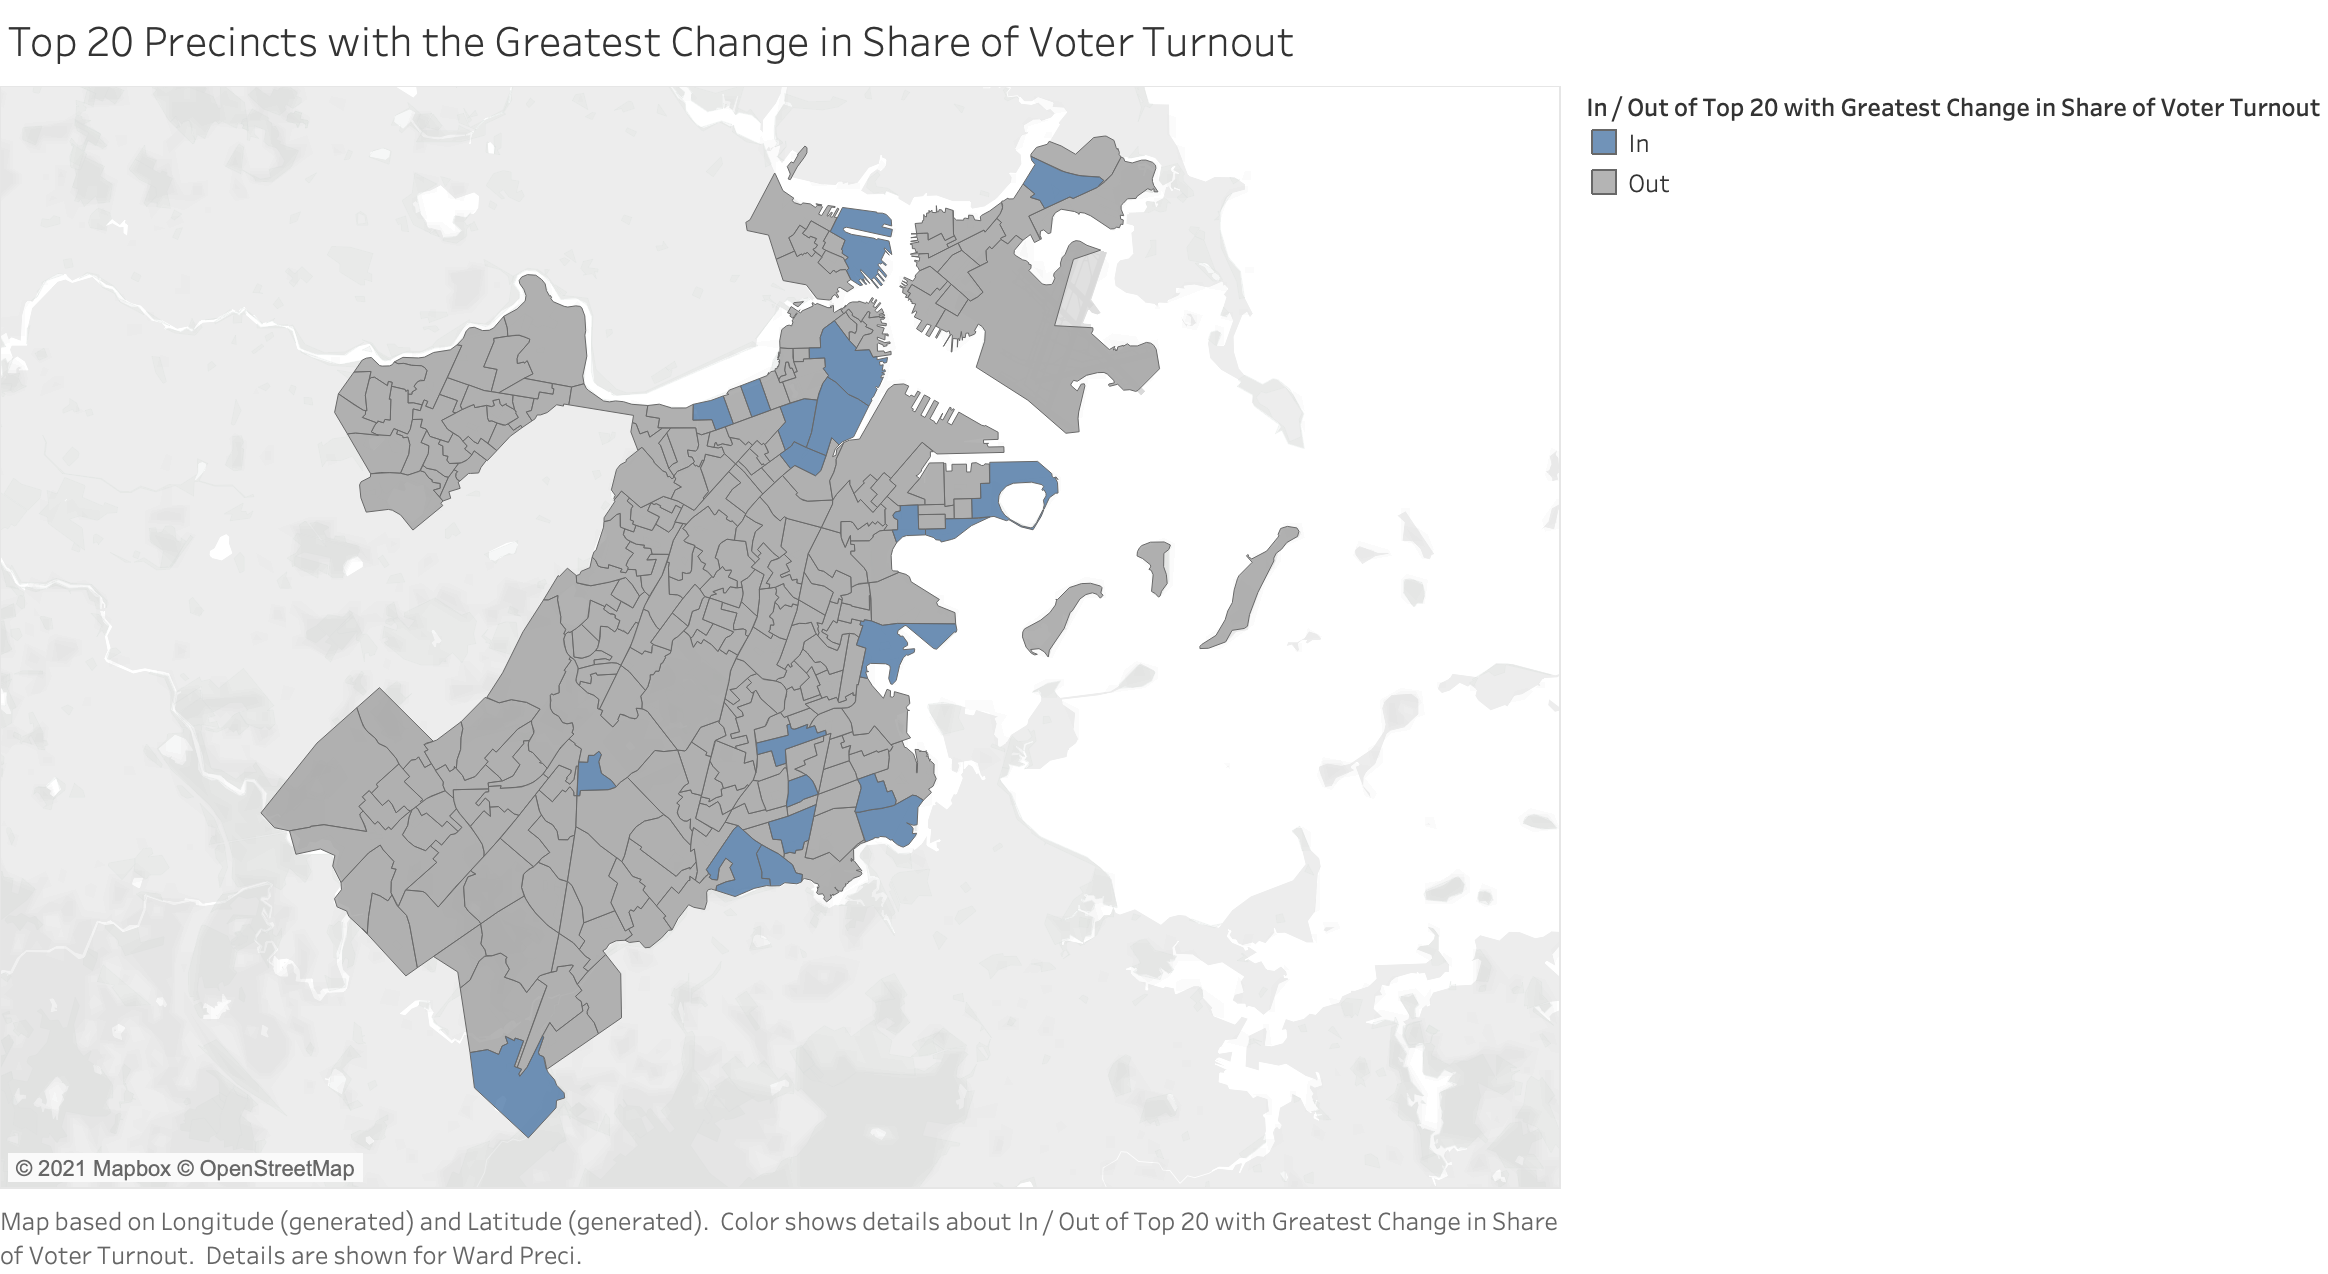 Top 20 Precincts with the Greatest Change in Share of Voter Turnout
In / Out of Top 20 with Greatest Change in Share of Voter Turnout
In
Out
© 2021 Mapbox © OpenStreetMap
Map based on Longitude (generated) and Latitude (generated).  Color shows details about In / Out of Top 20 with Greatest Change in Share
of Voter Turnout.  Details are shown for Ward Preci.